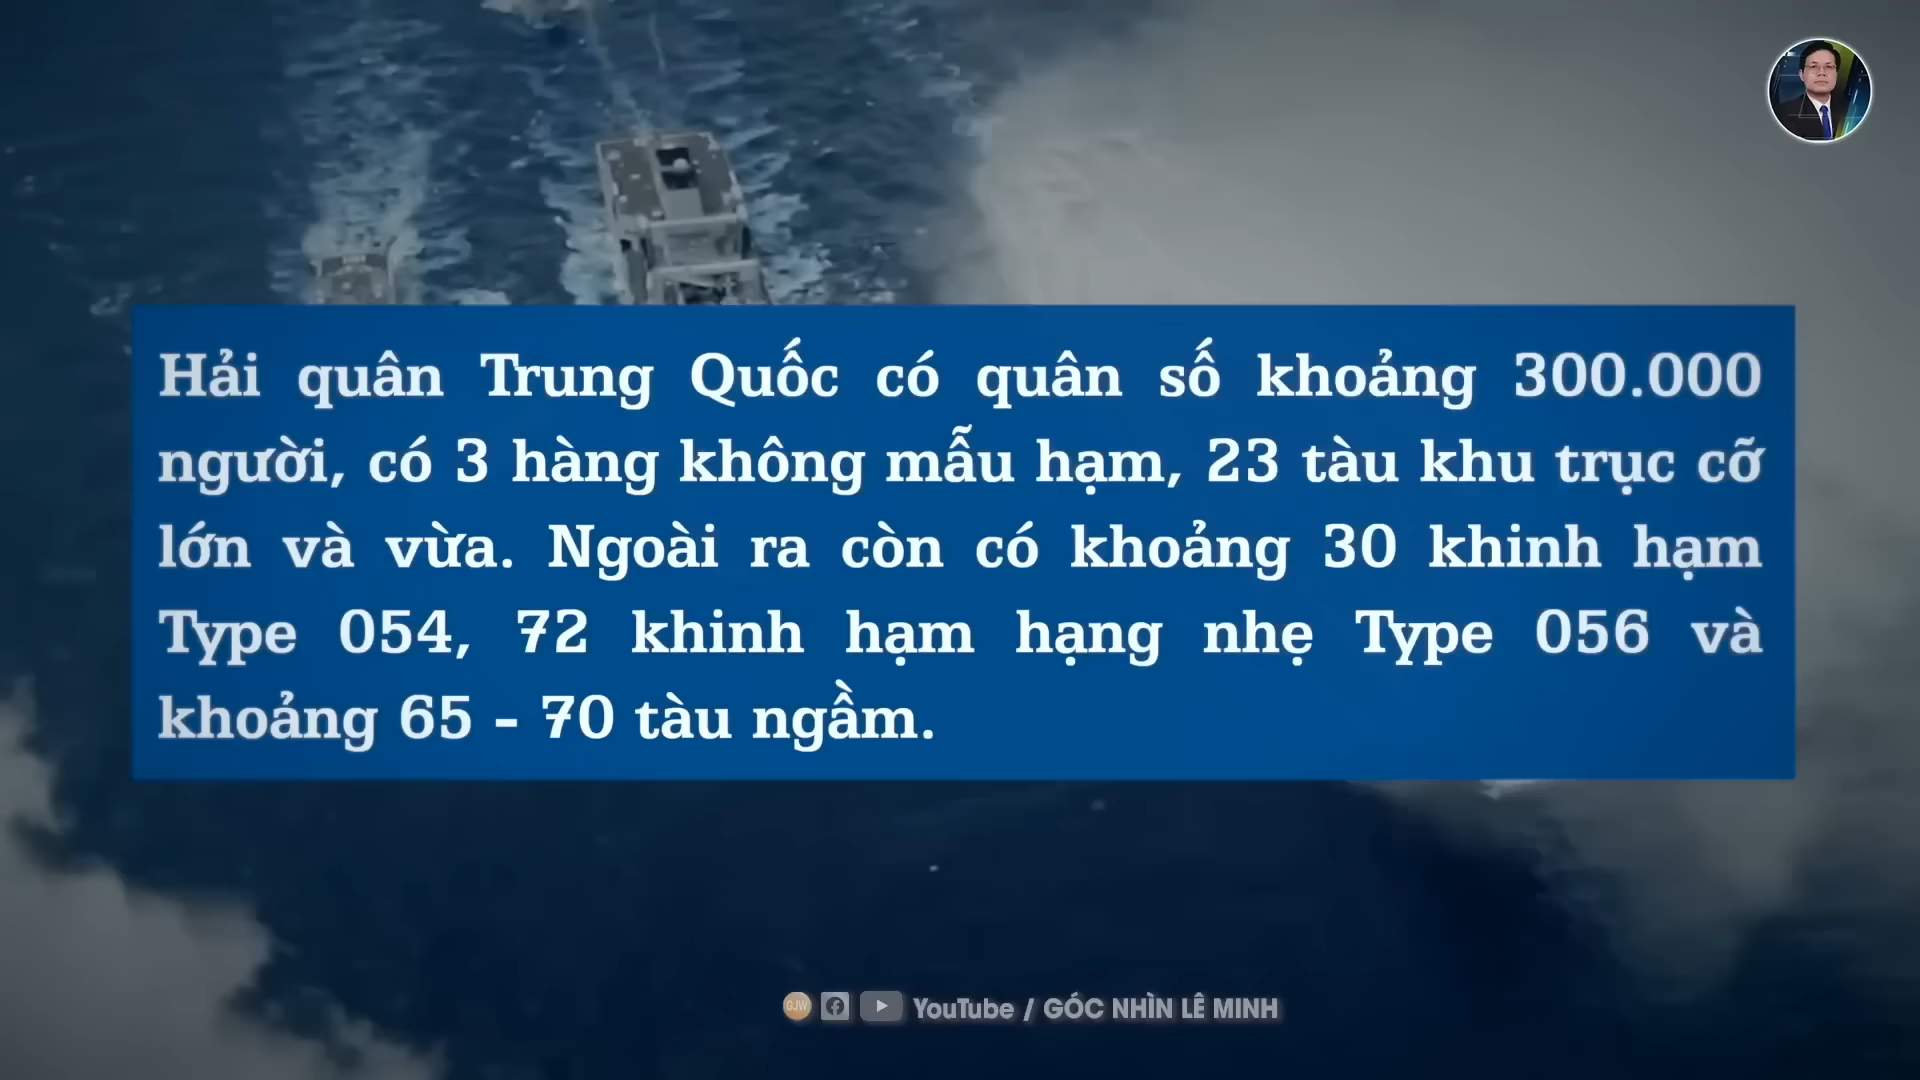 Hải quân Trung Quốc có quân số khoảng 300.000
người, có 3 hàng không mẫu hạm, 23 tàu khu trục cỡ
lớn và vừa. Ngoài ra còn có khoảng 30 khinh hạm
Type 054, 72 khinh hạm hạng nhẹ Type 056 và
khoảng 65 - 70 tàu ngầm.
GJW YouTube / GÓC NHÌN LÊ MINH